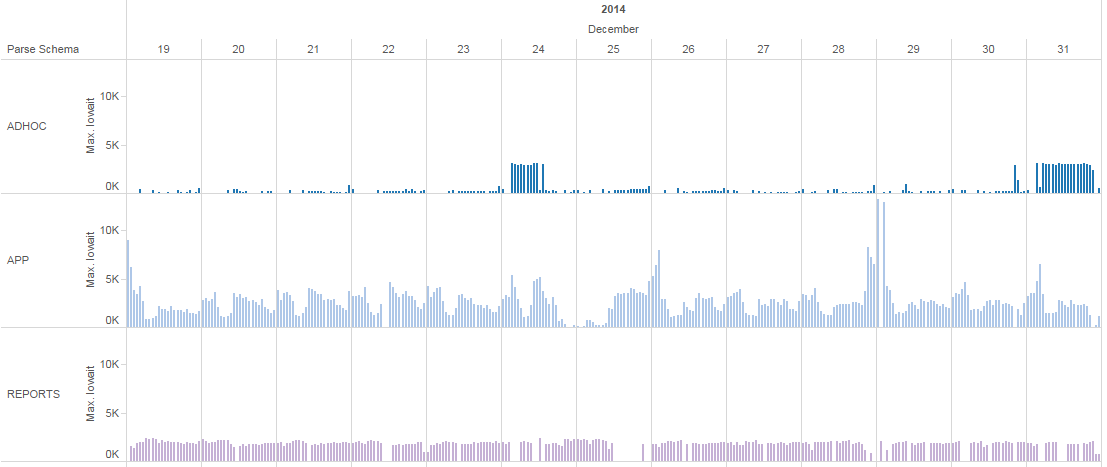 2014
December
Parse Schema 19 20 21 22 23 24 25 26 27 28 29 30 31
ADHOC
Max. Iowait
10K
5K
0K
APP
Max. Iowait
10K
5K
0K
REPORTS
Max. Iowait
10K
5K
0K